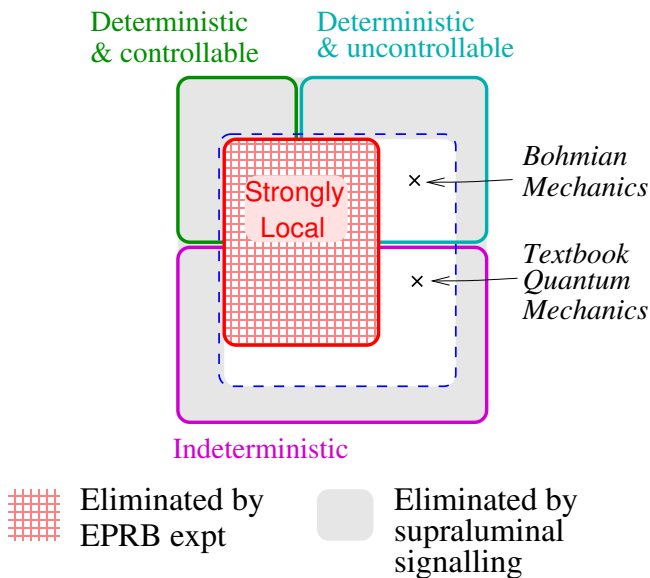 Deterministic
& controllable
Deterministic
& uncontrollable
Strongly
Local
Bohmian
Mechanics
Textbook
Quantum
Mechanics
Indeterministic
Eliminated by
EPRB expt
Eliminated by
supraluminal
signalling